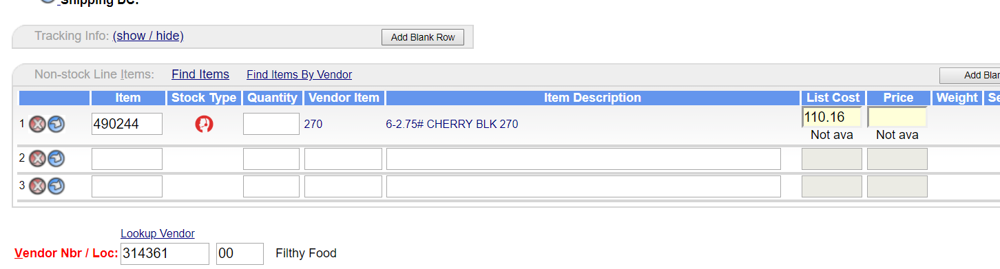 Shipping DC:
Tracking Info: (show / hide) Add Blank Row
Non-stock Line Items: Find Items Find Items By Vendor Add Blan
Item Stock Type Quantity Vendor Item Item Description List Cost Price Weight Se
1 490244 270 6-2.75# CHERRY BLK 270 110.16
Not ava Not ava
2
3
Lookup Vendor
Vendor Nbr / Loc: 314361 00 Filthy Food